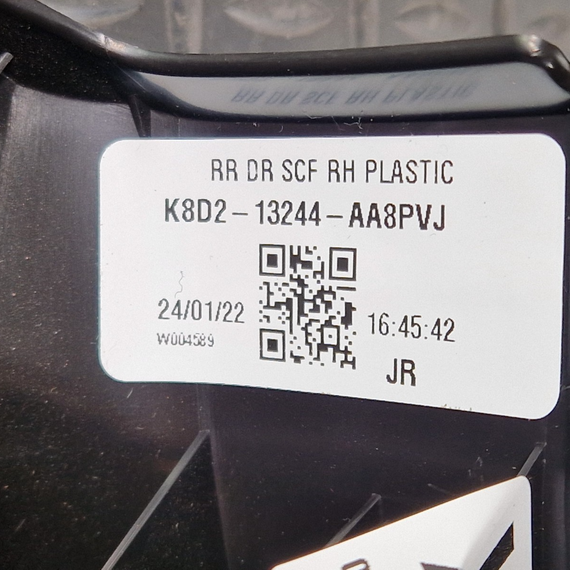 RR DR SCF RH PLASTIC
K8D2-13244-AA8PVJ
24/01/22
16:45:42
W004589
JR